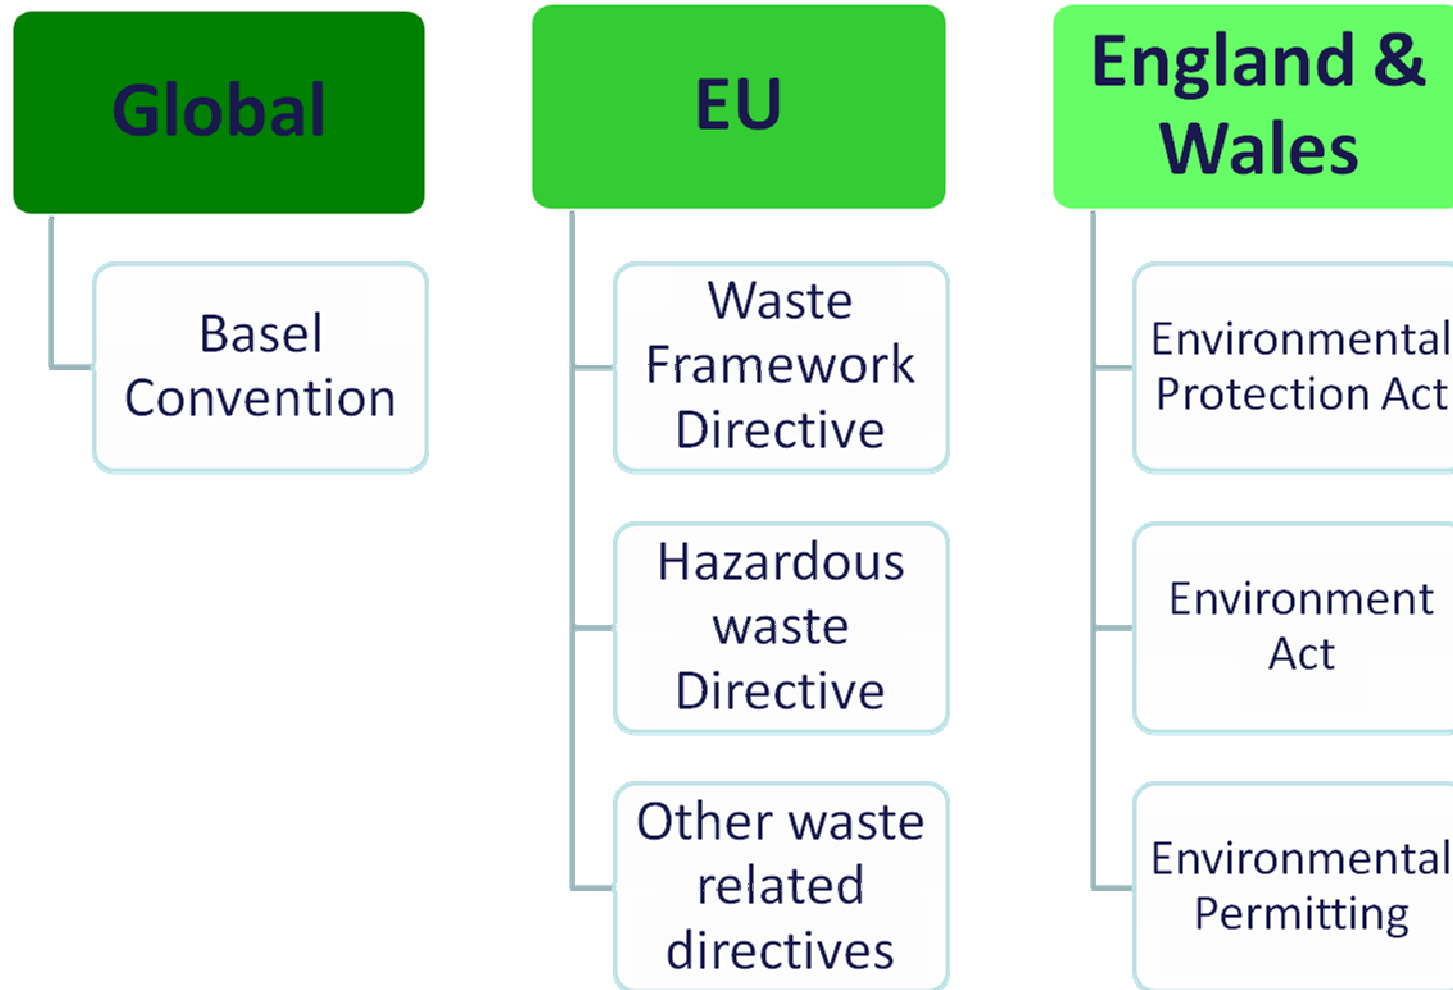 Global
Basel
Convention
EU
Waste
Framework
Directive
Hazardous
waste
Directive
Other waste
related
directives
England &
Wales
Environmental
Protection Act
Environment
Act
Environmental
Permitting